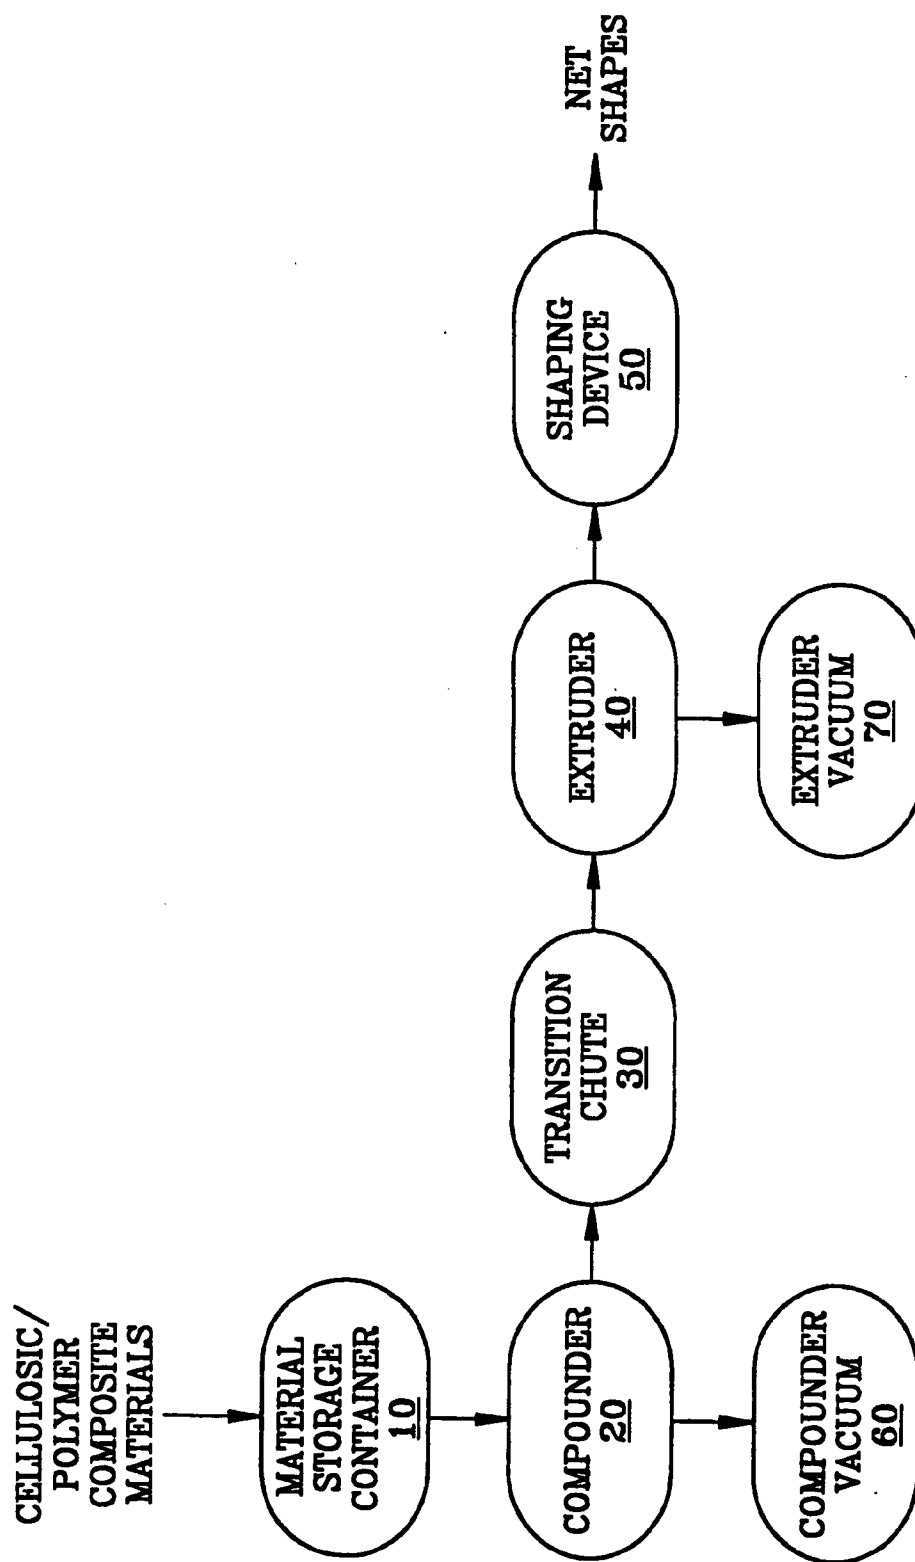 CELLULOSIC/
POLYMER
COMPOSITE
MATERIALS
MATERIAL
STORAGE
CONTAINER
10
COMPOUNDER
20
COMPOUNDER
VACUUM
60
TRANSITION
CHUTE
30
EXTRUDER
40
EXTRUDER
VACUUM
70
SHAPING
DEVICE
50
NET
SHAPES